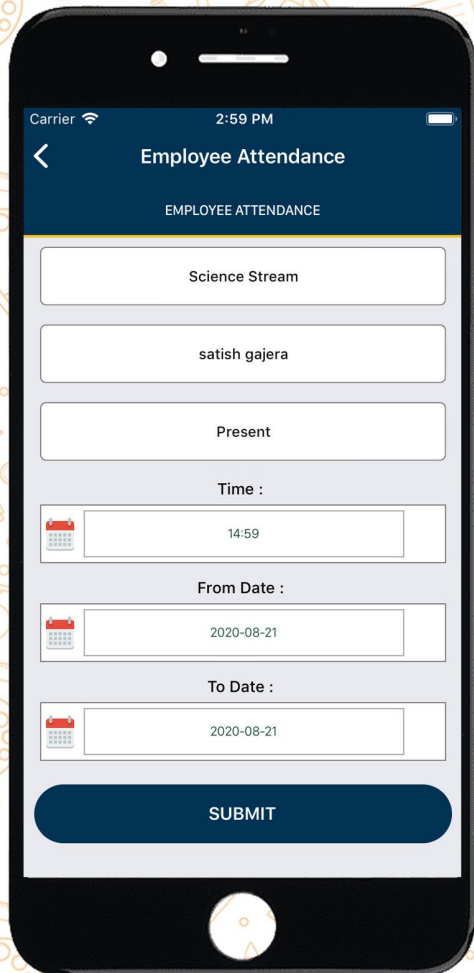 Carrier 2:59 PM
Employee Attendance
EMPLOYEE ATTENDANCE
Science Stream
satish gajera
Present
Time :
14:59
From Date :
2020-08-21
To Date :
2020-08-21
SUBMIT